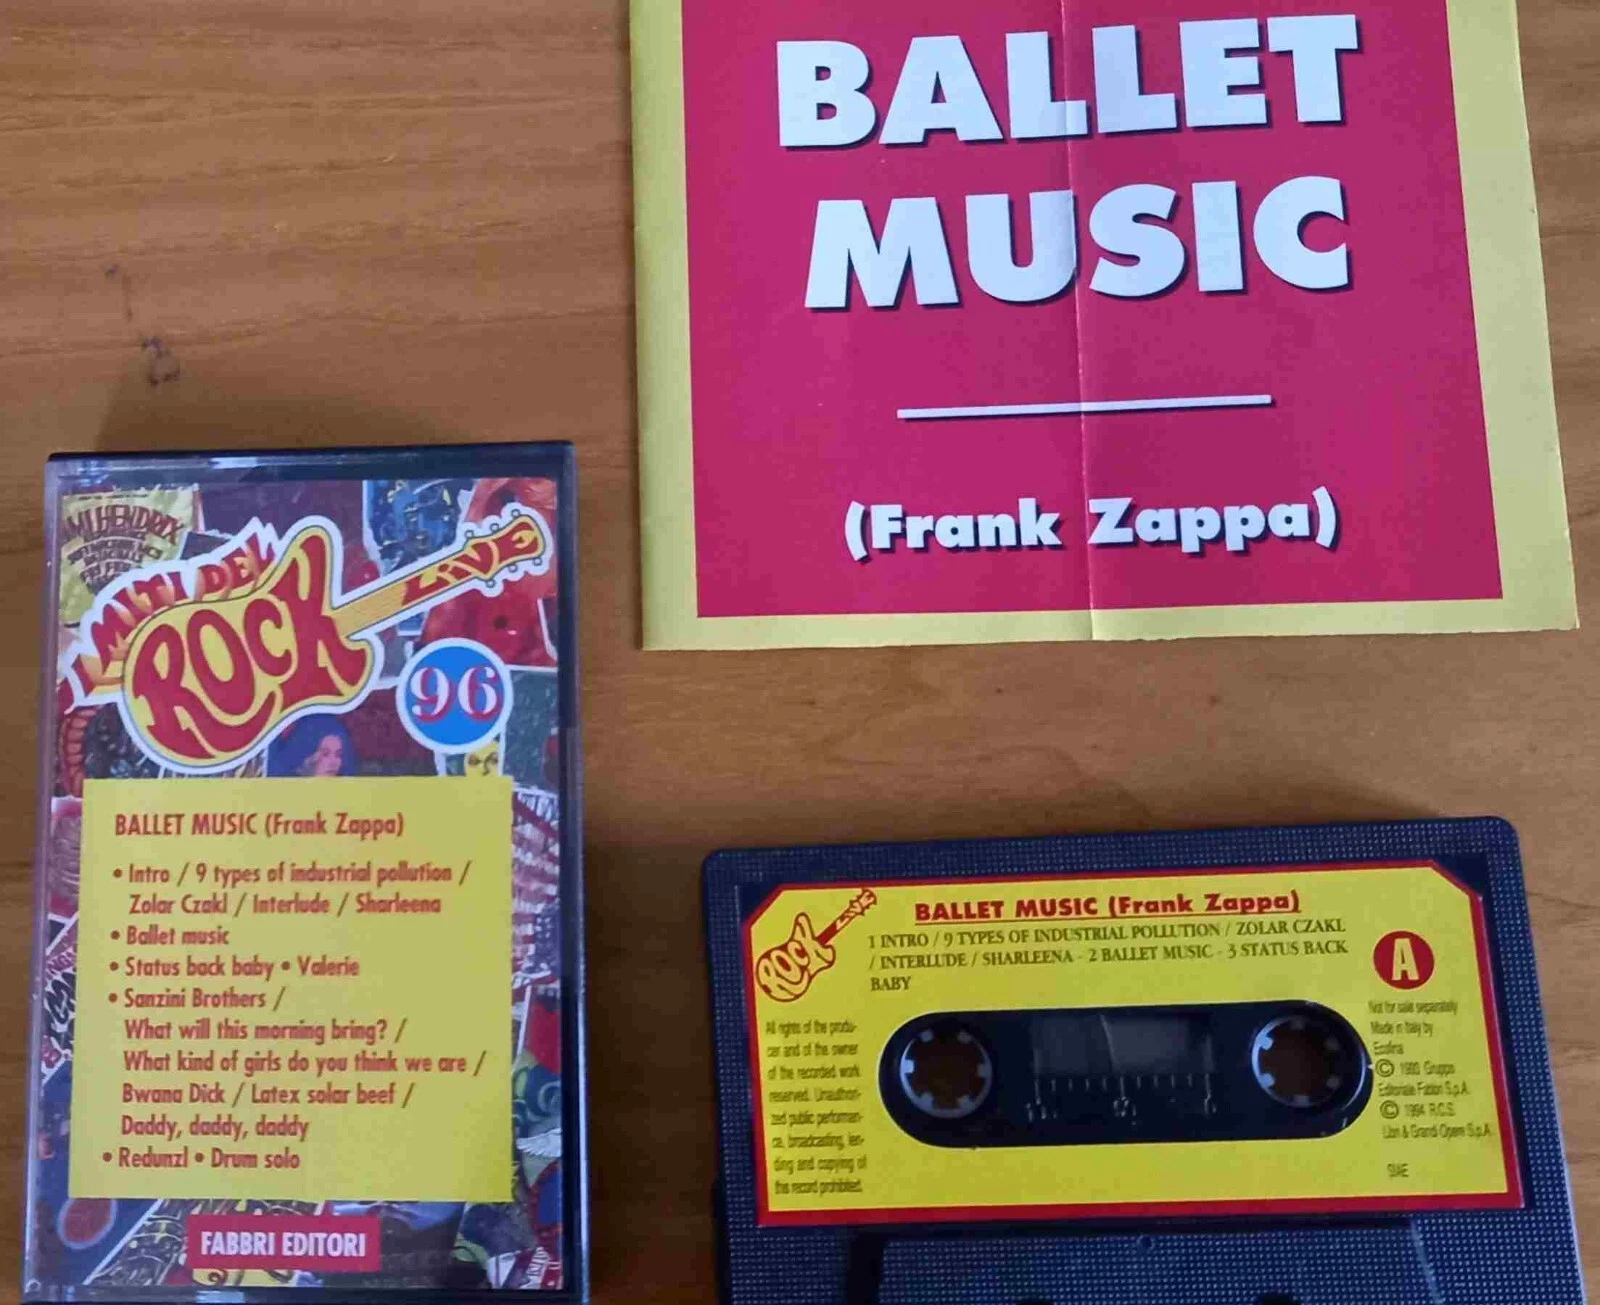 BALLET
MUSIC
(Frank Zappa)
I MITI DEL
ROCK
LIVE
96
BALLET MUSIC (Frank Zappa)
• Intro / 9 types of industrial pollution /
Zolar Czakl / Interlude / Sharleena
• Ballet music
• Status back baby • Valerie
• Sanzini Brothers /
What will this morning bring? /
What kind of girls do you think we are /
Bwana Dick / Latex solar beef /
Daddy, daddy, daddy
• Redunzl • Drum solo
FABBRI EDITORI
ROCK
LIVE
BALLET MUSIC (Frank Zappa)
1 INTRO / 9 TYPES OF INDUSTRIAL POLLUTION / ZOLAR CZAKL
/ INTERLUDE / SHARLEENA - 2 BALLET MUSIC - 3 STATUS BACK
BABY
A
All rights of the produ-
cer and of the owner
of the recorded work
reserved. Unauthori-
zed public performan-
ce, broadcasting, len-
ding and copying of
this record prohibited.
Not for sale separately
Made in Italy by
Ecofina
© 1993 Gruppo
Editoriale Fabbri S.p.A.
© 1994 R.C.S.
Libri & Grandi Opere S.p.A.
SIAE